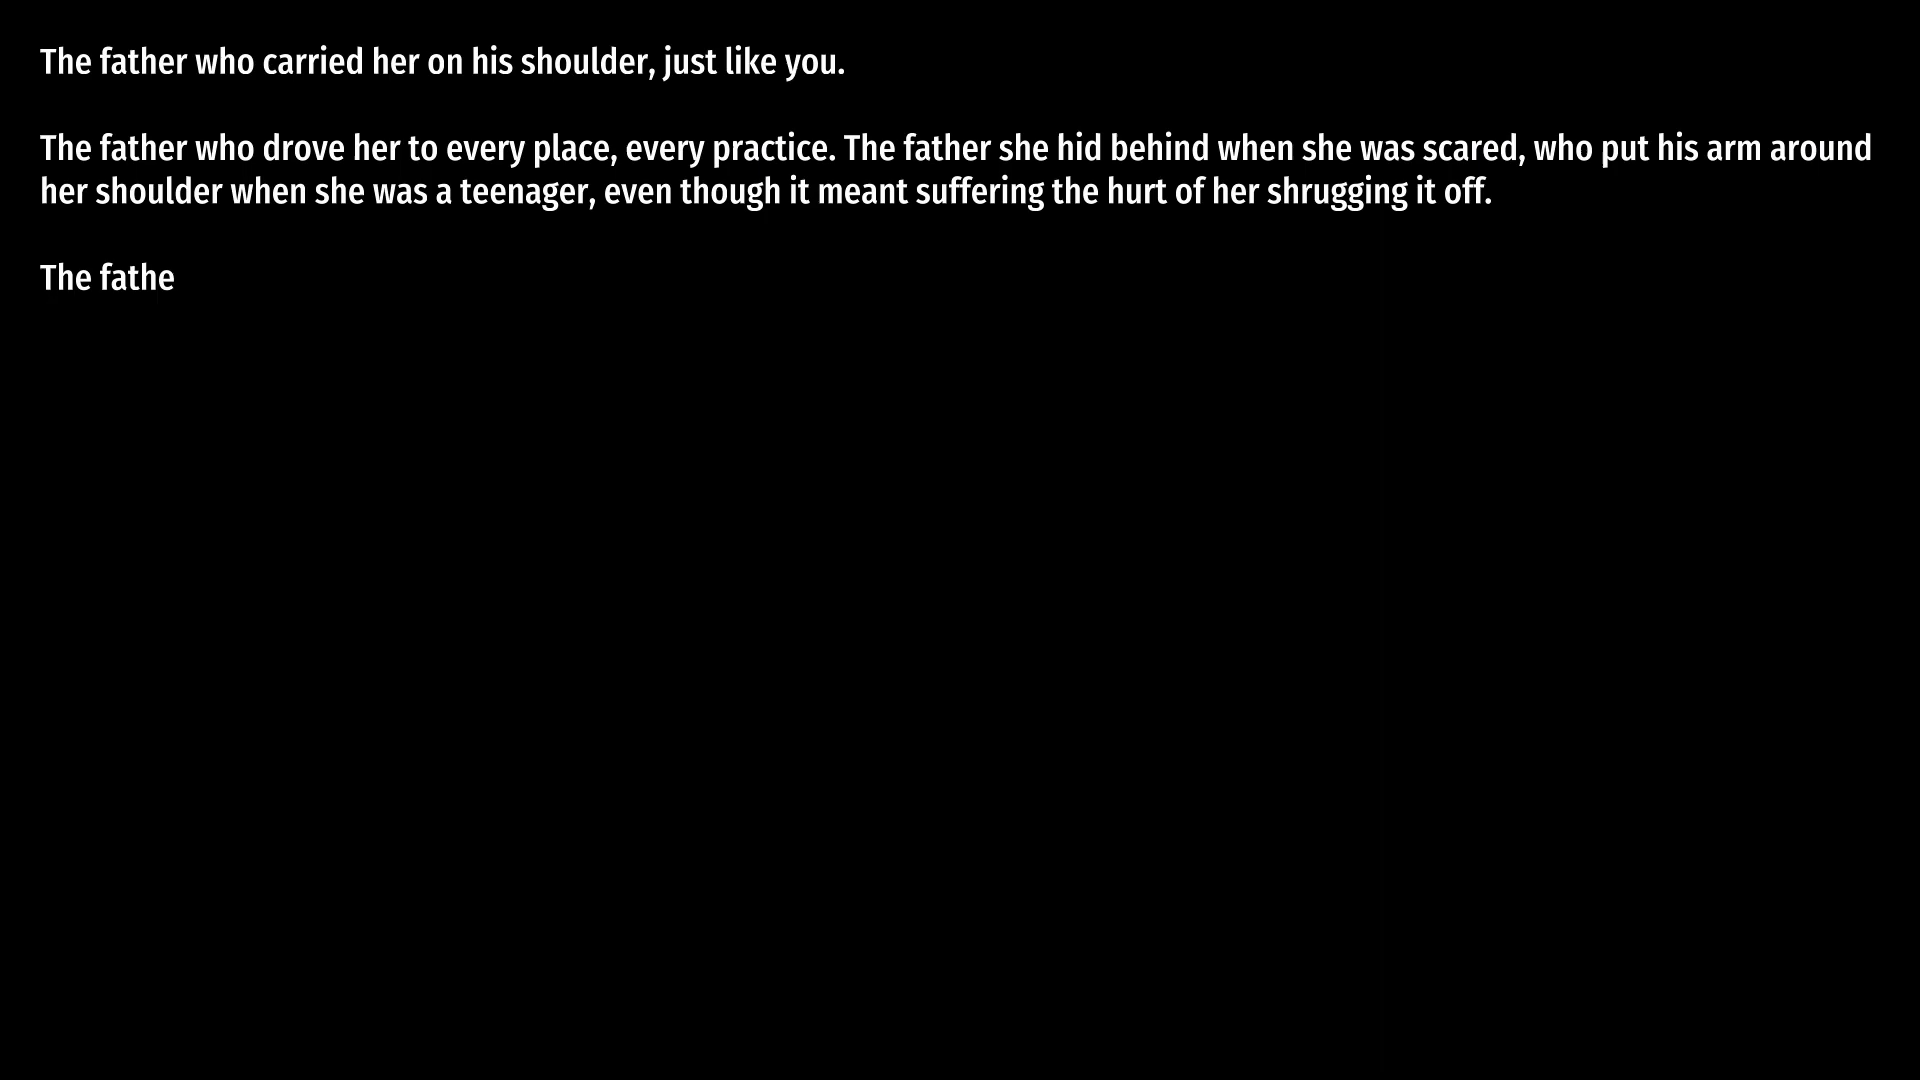 The father who carried her on his shoulder, just like you.
The father who drove her to every place, every practice. The father she hid behind when she was scared, who put his arm around
her shoulder when she was a teenager, even though it meant suffering the hurt of her shrugging it off.
The fathe